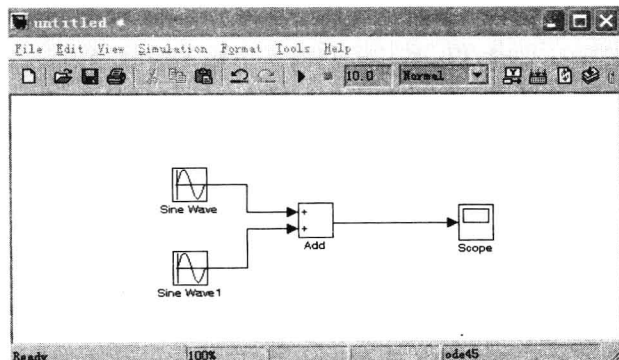 untitled *
File Edit View Simulation Format Tools Help
10.0 Normal
Sine Wave
+
+
Add
Scope
Sine Wave1
Ready 100% ode45